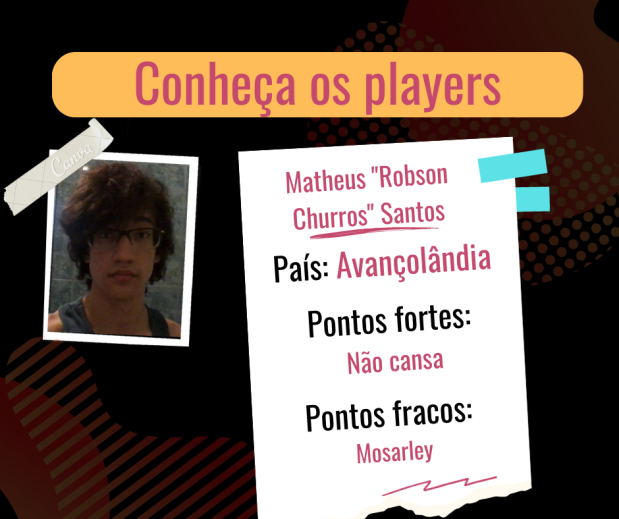 Conheça os players
Canva
Matheus "Robson
Churros" Santos
País: Avançolândia
Pontos fortes:
Não cansa
Pontos fracos:
Mosarley